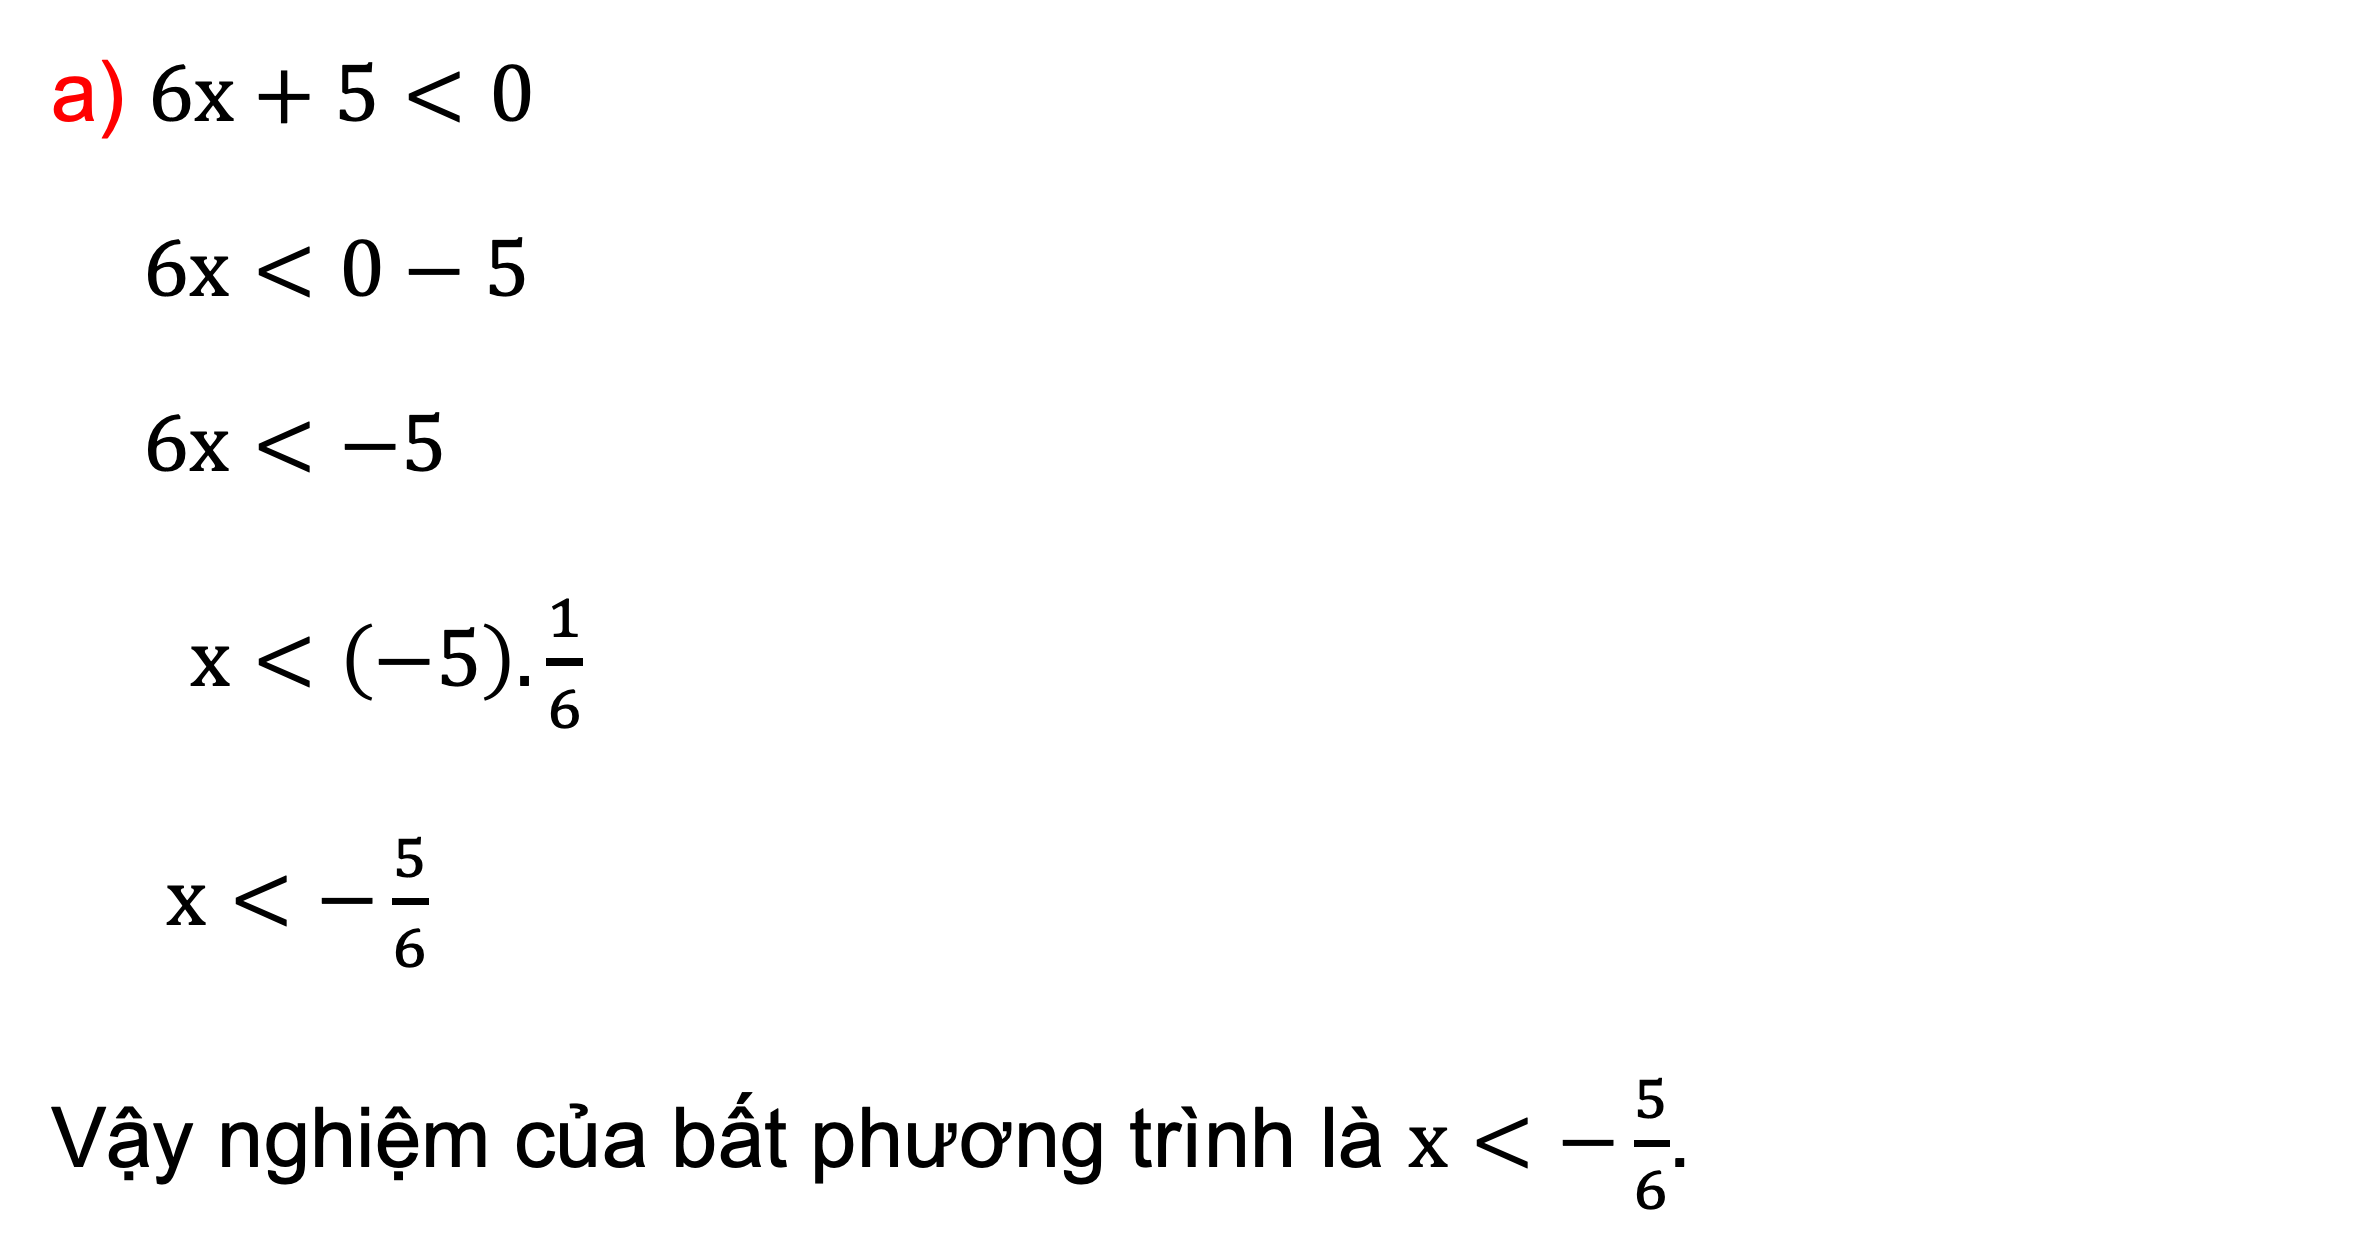 a) 6x + 5 < 0
6x < 0 − 5
6x < −5
x < (−5). 1/6
x < − 5/6
Vậy nghiệm của bất phương trình là x < − 5/6.